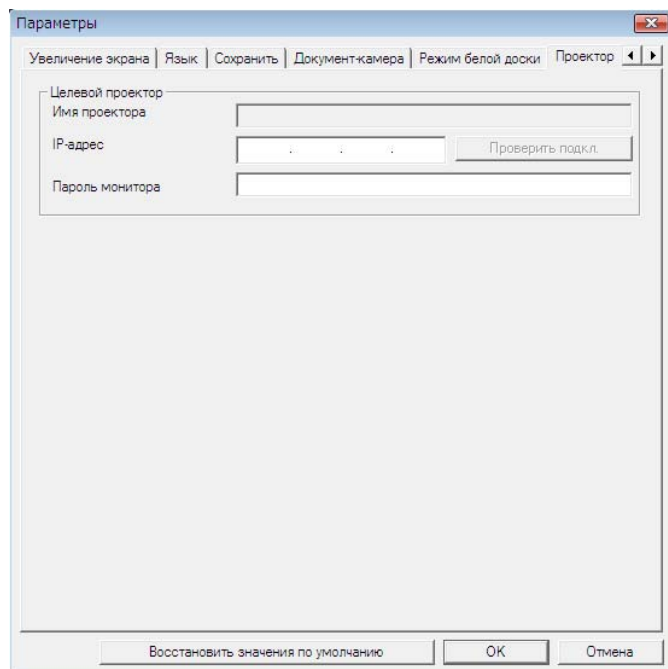 Параметры
Увеличение экрана Язык Сохранить Документ-камера Режим белой доски Проектор
Целевой проектор
Имя проектора
IP-адрес . . . Проверить подкл.
Пароль монитора
Восстановить значения по умолчанию OK Отмена